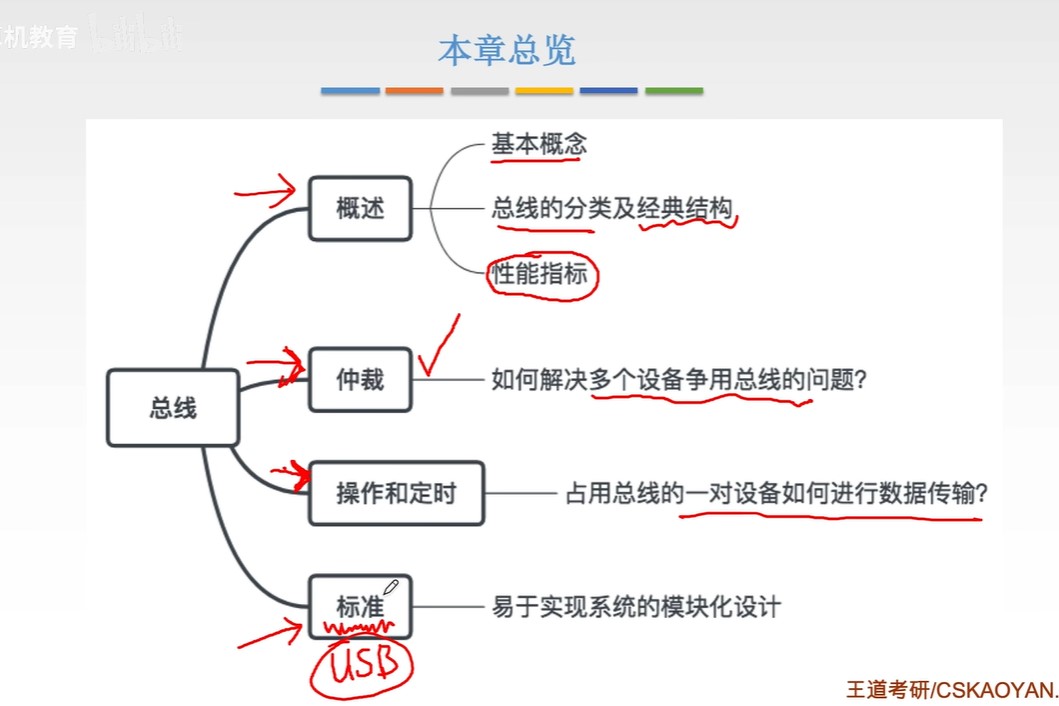 机教育
本章总览
基本概念
概述
总线的分类及经典结构
性能指标
仲裁
如何解决多个设备争用总线的问题?
总线
操作和定时
占用总线的一对设备如何进行数据传输?
标准
易于实现系统的模块化设计
USB
王道考研/CSKAOYAN.